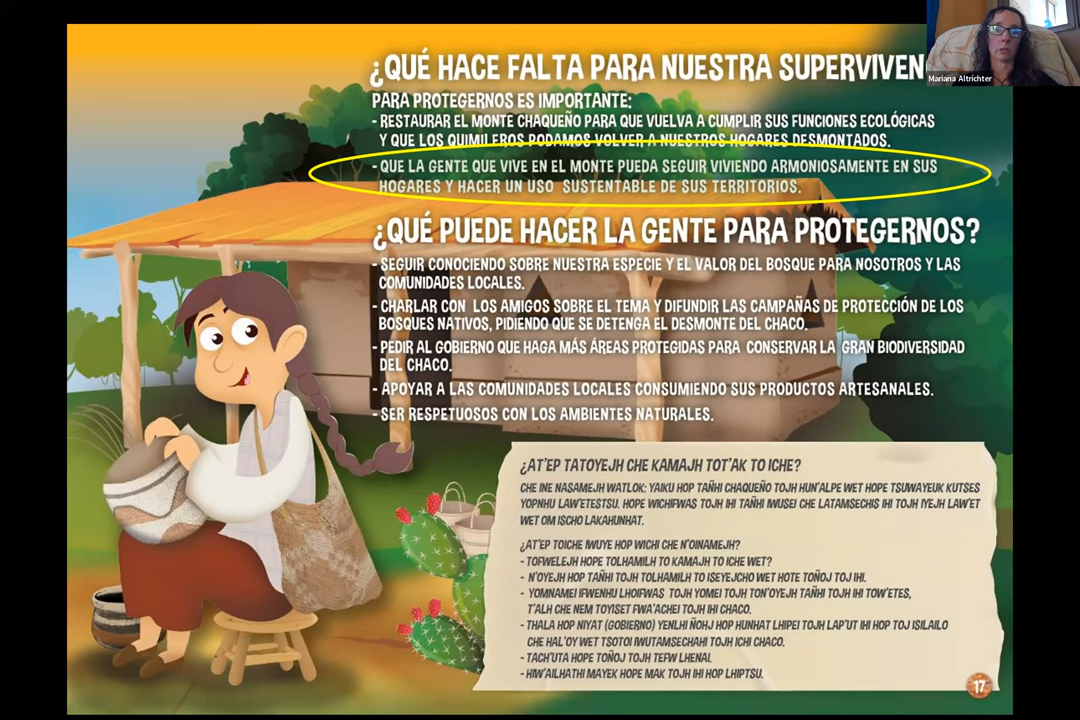 ¿QUÉ HACE FALTA PARA NUESTRA
PARA PROTEGERNOS ES IMPORTANTE:
- RESTAURAR EL MONTE CHAQUEÑO PARA QUE VUELVA A CUMPLIR SUS FUNCIONES ECOLÓGICAS
Y QUE LOS QUIMILEROS PODAMOS VOLVER A NUESTROS HOGARES DESMONTADOS.
- QUE LA GENTE QUE VIVE EN EL MONTE PUEDA SEGUIR VIVIENDO ARMONIOSAMENTE EN SUS
HOGARES Y HACER UN USO SUSTENTABLE DE SUS TERRITORIOS.
¿QUÉ PUEDE HACER LA GENTE PARA PROTEGERNOS?
- SEGUIR CONOCIENDO SOBRE NUESTRA ESPECIE Y EL VALOR DEL BOSQUE PARA NOSOTROS Y LAS
COMUNIDADES LOCALES.
- CHARLAR CON LOS AMIGOS SOBRE EL TEMA Y DIFUNDIR LAS CAMPAÑAS DE PROTECCIÓN DE LOS
BOSQUES NATIVOS, PIDIENDO QUE SE DETENGA EL DESMONTE DEL CHACO.
- PEDIR AL GOBIERNO QUE HAGA MÁS ÁREAS PROTEGIDAS PARA CONSERVAR LA GRAN BIODIVERSIDAD
DEL CHACO.
- APOYAR A LAS COMUNIDADES LOCALES CONSUMIENDO SUS PRODUCTOS ARTESANALES.
- SER RESPETUOSOS CON LOS AMBIENTES NATURALES.
¿AT'EP TATOYEJH CHE KAMAJH TOT'AK TO ICHE?
CHE INE NASAMEJH WATLOK: YAIKU HOP TAÑHI CHAQUEÑO TOJH HUN'ALPE WET HOPE TSUWAYEUK KUTSES
YOPNHU LAW'ETESTSU. HOPE WICHIFWAS TOJH IHI TAÑHI IWUSEI CHE LATAMSECHIS IHI TOJH IYEJH LAW'ET
WET OM ISCHO LAKAHUNHAT.
¿AT'EP TOICHE IWUYE HOP WICHI CHE N'OINAMEJH?
- TOFWELEJH HOPE TOLHAMILH TO KAMAJH TO ICHE WET?
- N'OYEJH HOP TAÑHI TOJH TOLHAMILH TO ISEYEJCHO WET HOTE TOÑOJ TOJ IHI.
- YOMNAMEI IFWENHU LHOIFWAS TOJH YOMEI TOJH TON'OYEJH TAÑHI TOJH IHI TOW'ETES,
T'ALH CHE NEM TOYISET FWA'ACHEI TOJH IHI CHACO.
- THALA HOP NIYAT (GOBIERNO) YENLHI ÑOHJ HOP HUNHAT LHIPEI TOJH LAP'UT IHI HOP TOJ ISILAILO
CHE HAL'OY WET TSOTOI IWUTAMSECHAHI TOJH ICHI CHACO.
- TACH'UTA HOPE TOÑOJ TOJH TEFW LHENAI.
- HIW'AILHATHI MAYEK HOPE MAK TOJH IHI HOP LHIPTSU.
17
Mariana Altrichter